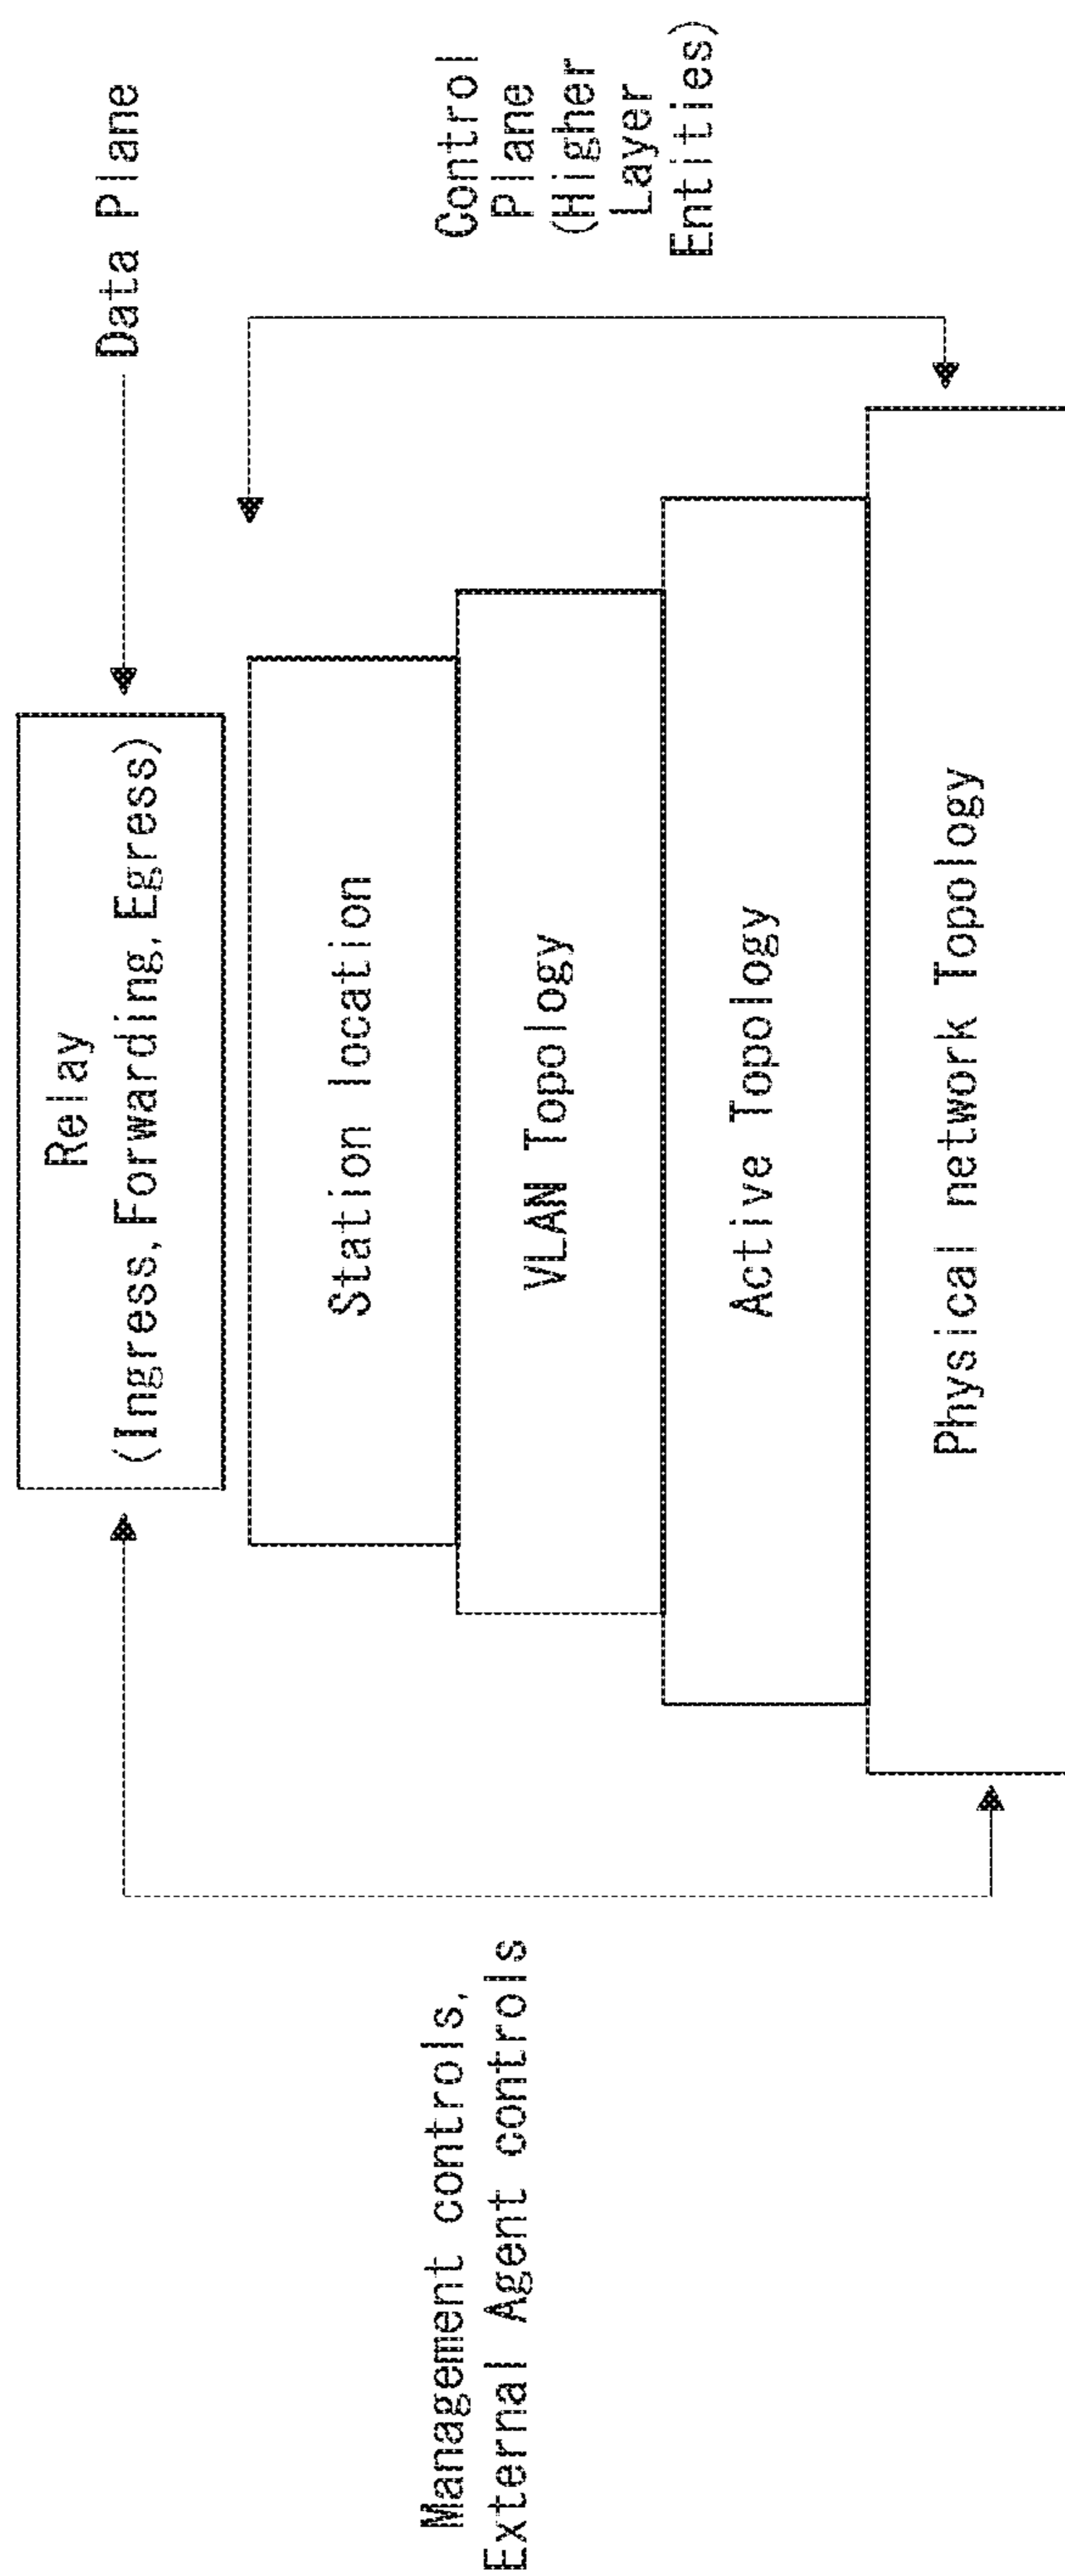 Management controls,
External Agent controls
Relay
(Ingress, Forwarding, Egress)
Station location
VLAN Topology
Active Topology
Physical network Topology
Data Plane
Control
Plane
(Higher
Layer
Entities)